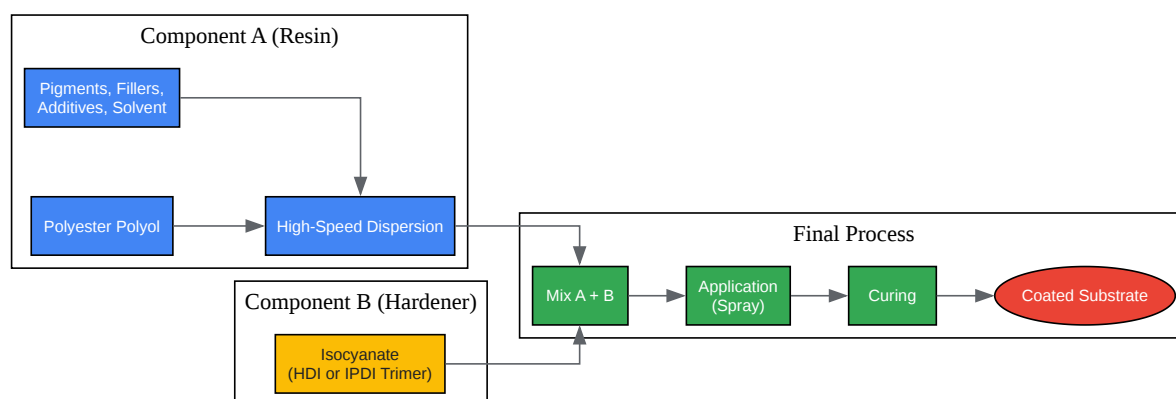 Component A (Resin)
Pigments, Fillers,
Additives, Solvent
Polyester Polyol
High-Speed Dispersion
Component B (Hardener)
Isocyanate
(HDI or IPDI Trimer)
Final Process
Mix A + B
Application
(Spray)
Curing
Coated Substrate